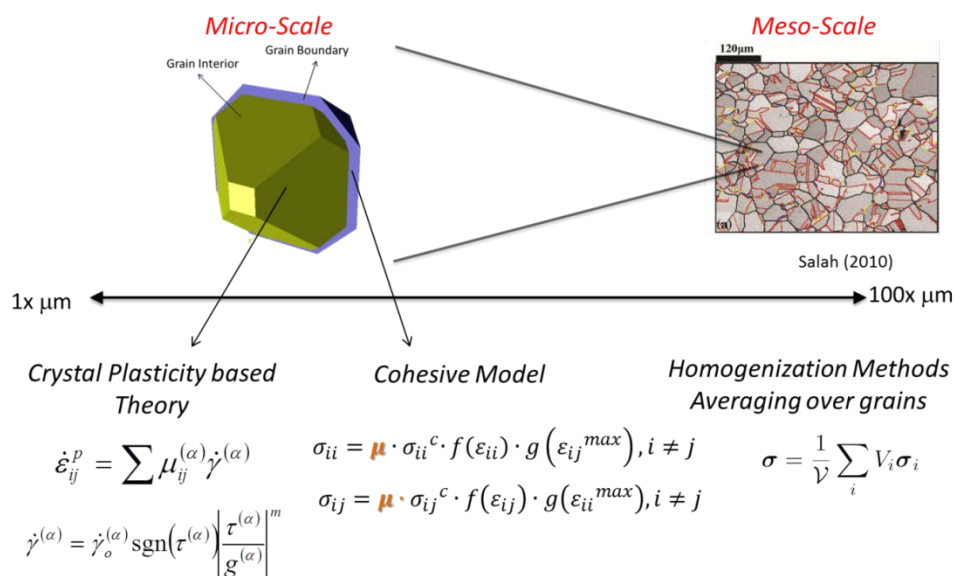 Micro-Scale
Meso-Scale
Grain Boundary
Grain Interior
120μm
(a)
Salah (2010)
1x μm
100x μm
Crystal Plasticity based
Theory
Cohesive Model
Homogenization Methods
Averaging over grains
ε̇ᵢⱼᵖ = ∑ μᵢⱼ^(α) γ̇^(α)
σᵢᵢ = μ · σᵢᵢᶜ · f(εᵢᵢ) · g(εᵢⱼᵐᵃˣ), i ≠ j
σᵢⱼ = μ · σᵢⱼᶜ · f(εᵢⱼ) · g(εᵢᵢᵐᵃˣ), i ≠ j
σ = 1/𝒱 ∑ᵢ Vᵢσᵢ
γ̇^(α) = γ̇ₒ^(α) sgn(τ^(α)) |τ^(α)/g^(α)|^m